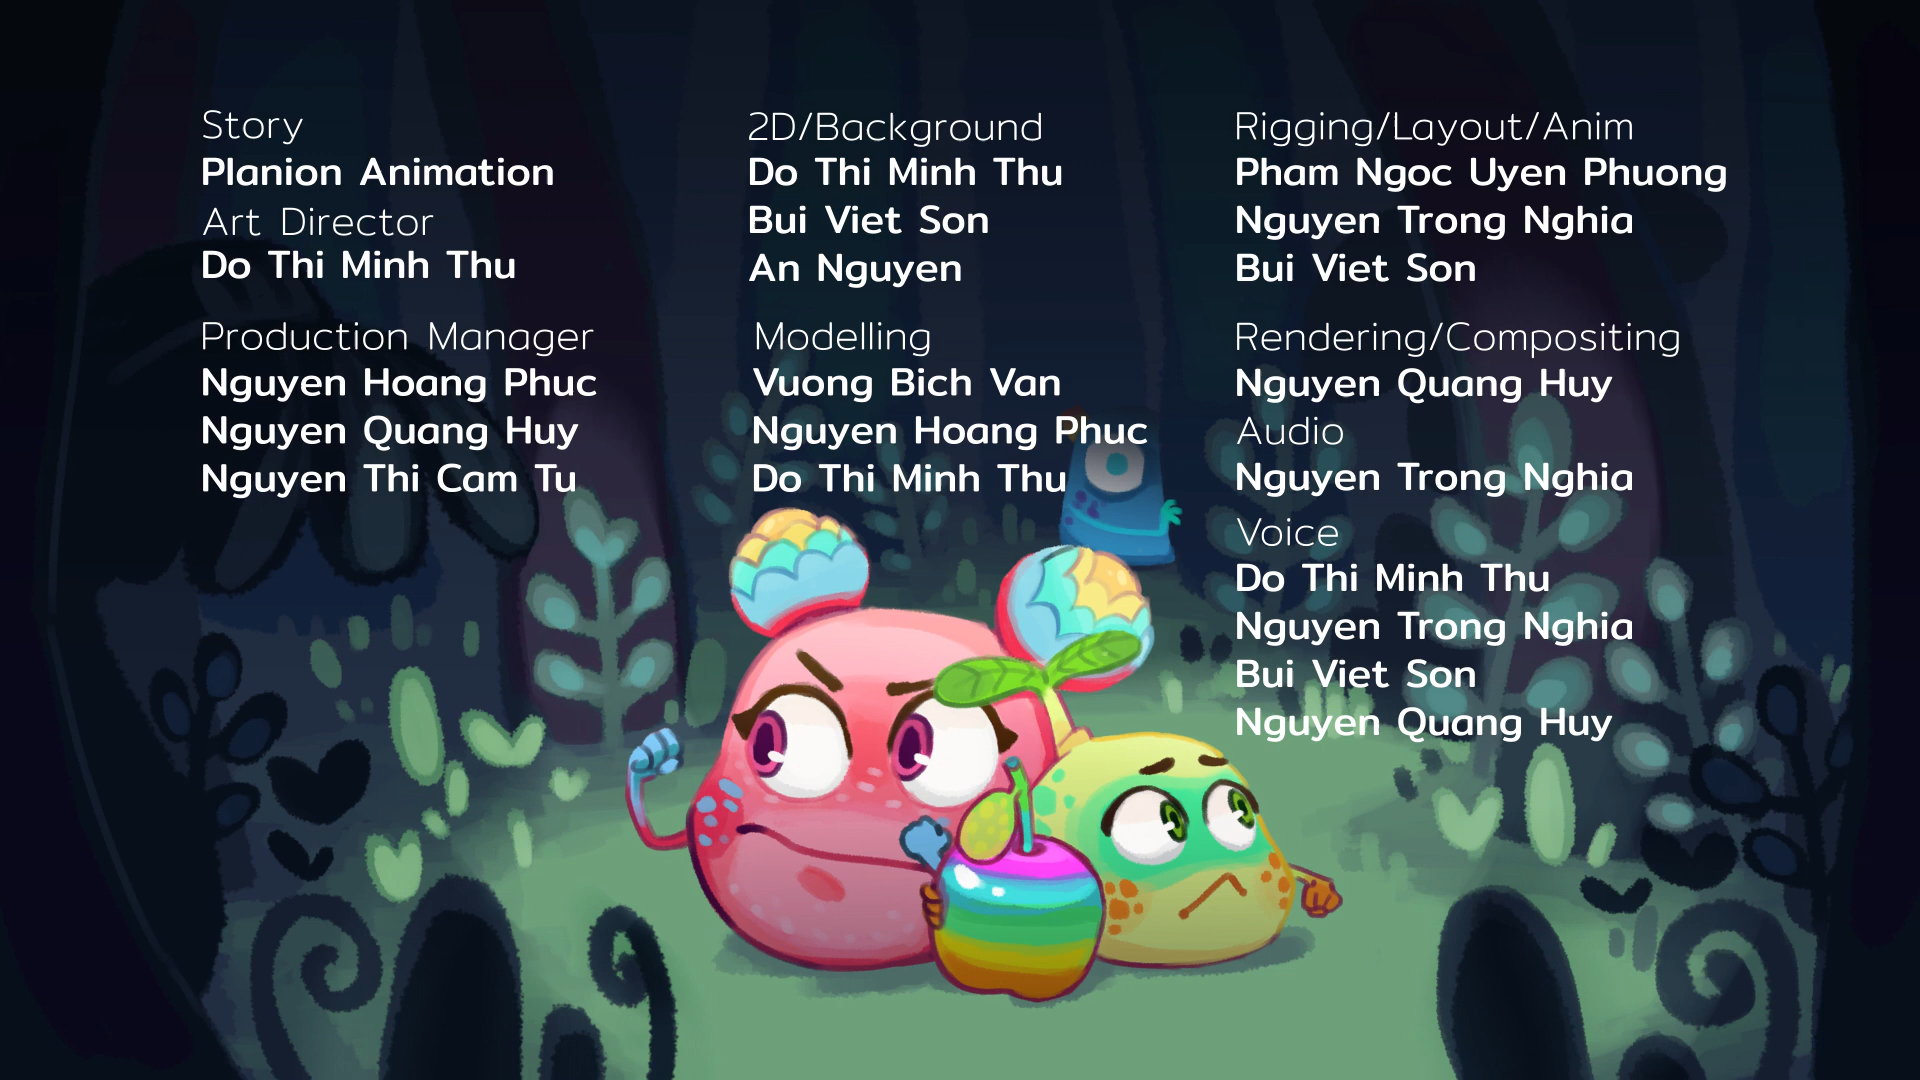 Story
Planion Animation
Art Director
Do Thi Minh Thu
Production Manager
Nguyen Hoang Phuc
Nguyen Quang Huy
Nguyen Thi Cam Tu
2D/Background
Do Thi Minh Thu
Bui Viet Son
An Nguyen
Modelling
Vuong Bich Van
Nguyen Hoang Phuc
Do Thi Minh Thu
Rigging/Layout/Anim
Pham Ngoc Uyen Phuong
Nguyen Trong Nghia
Bui Viet Son
Rendering/Compositing
Nguyen Quang Huy
Audio
Nguyen Trong Nghia
Voice
Do Thi Minh Thu
Nguyen Trong Nghia
Bui Viet Son
Nguyen Quang Huy